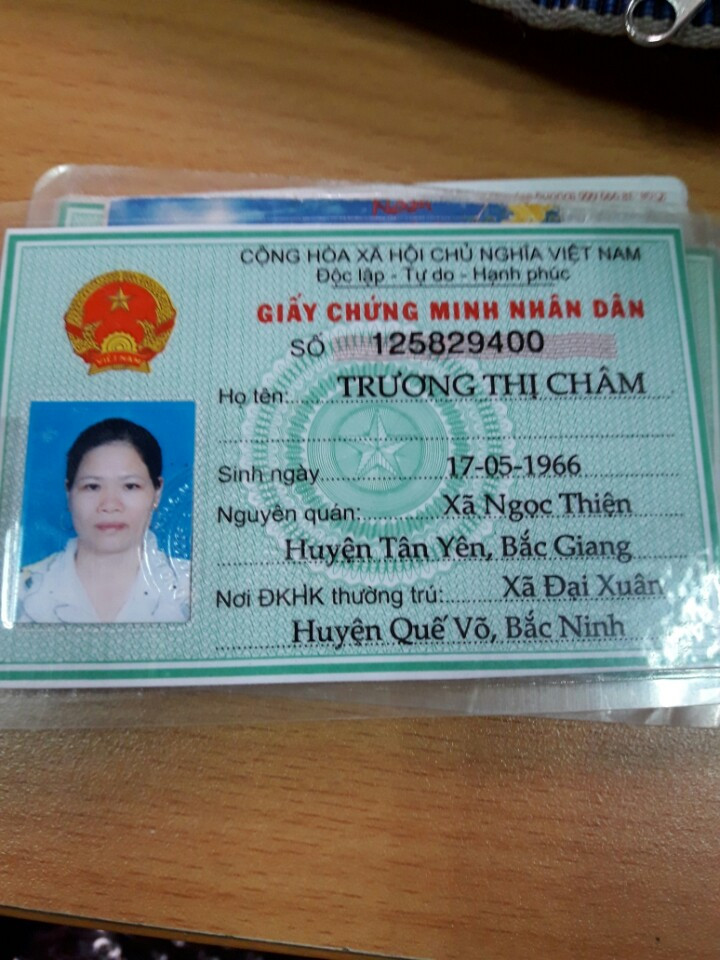 CỘNG HÒA XÃ HỘI CHỦ NGHĨA VIỆT NAM
Độc lập - Tự do - Hạnh phúc
GIẤY CHỨNG MINH NHÂN DÂN
SỐ 125829400
Họ tên: TRƯƠNG THỊ CHÂM
Sinh ngày 17-05-1966
Nguyên quán: Xã Ngọc Thiện
Huyện Tân Yên, Bắc Giang
Nơi ĐKHK thường trú: Xã Đại Xuân
Huyện Quế Võ, Bắc Ninh
VIỆT NAM